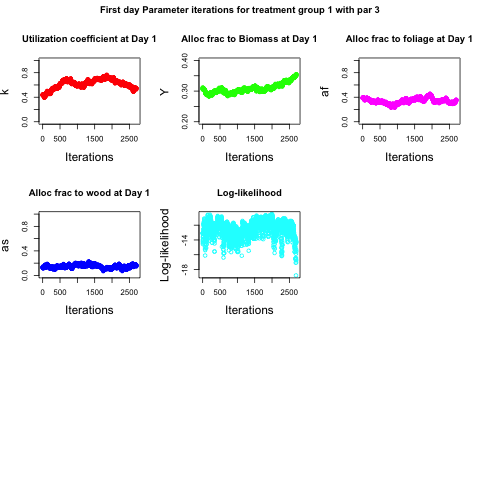 First day Parameter iterations for treatment group 1 with par 3
Utilization coefficient at Day 1
k
0.0 0.4 0.8
0 500 1500 2500
Iterations
Alloc frac to Biomass at Day 1
Y
0.20 0.30 0.40
0 500 1500 2500
Iterations
Alloc frac to foliage at Day 1
af
0.0 0.4 0.8
0 500 1500 2500
Iterations
Alloc frac to wood at Day 1
as
0.0 0.4 0.8
0 500 1500 2500
Iterations
Log-likelihood
Log-likelihood
-18 -14
0 500 1500 2500
Iterations